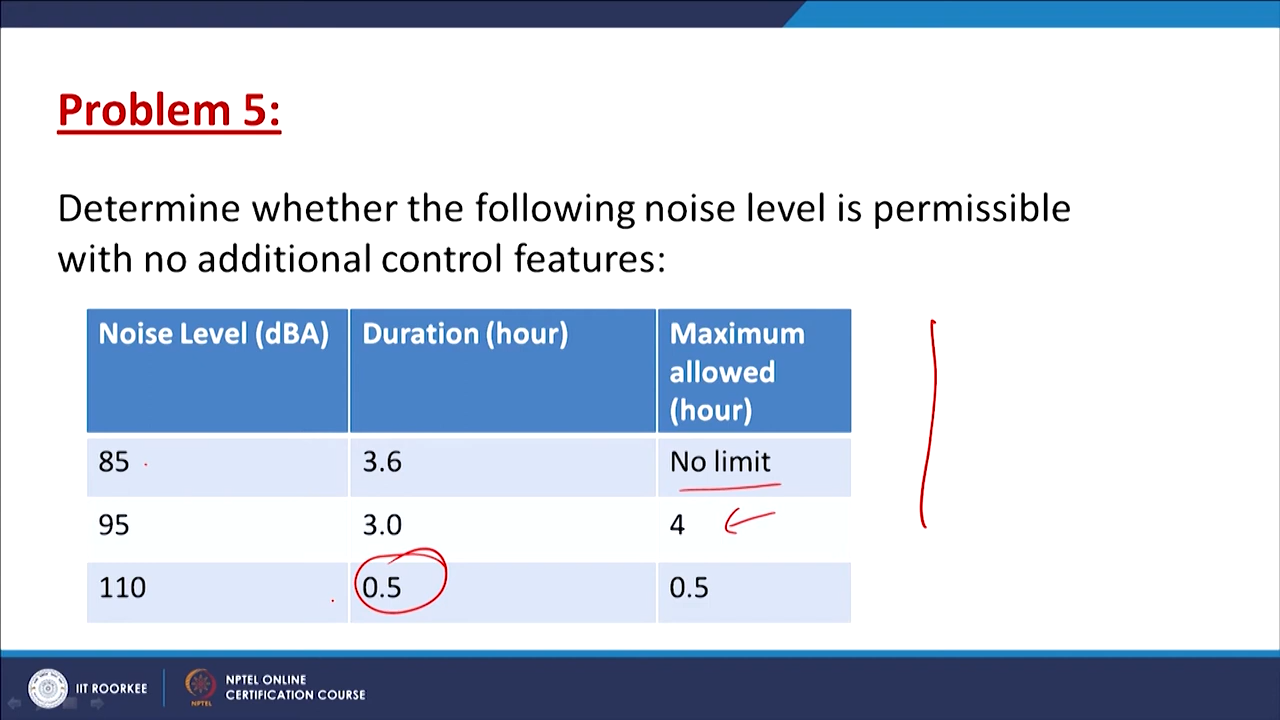 Problem 5:
Determine whether the following noise level is permissible
with no additional control features:
Noise Level (dBA) Duration (hour) Maximum
allowed
(hour)
85 3.6 No limit
95 3.0 4
110 0.5 0.5
IIT ROORKEE NPTEL ONLINE
CERTIFICATION COURSE
NPTEL